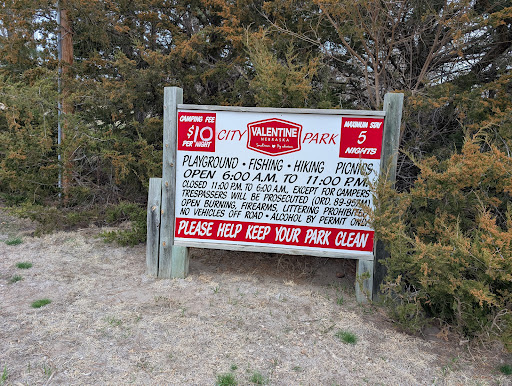 CAMPING FEE
$10
PER NIGHT
CITY VALENTINE PARK
NEBRASKA
MAXIMUM STAY
5
NIGHTS
PLAYGROUND • FISHING • HIKING PICNICS
OPEN 6:00 A.M. TO 11:00 P.M.
CLOSED 11:00 P.M. TO 6:00 A.M., EXCEPT FOR CAMPERS
TRESPASSERS WILL BE PROSECUTED (ORD.
OPEN BURNING, FIREARMS, LITTERING PROHIBITED
NO VEHICLES OFF ROAD • ALCOHOL BY PERMIT ONLY
PLEASE HELP KEEP YOUR PARK CLEAN